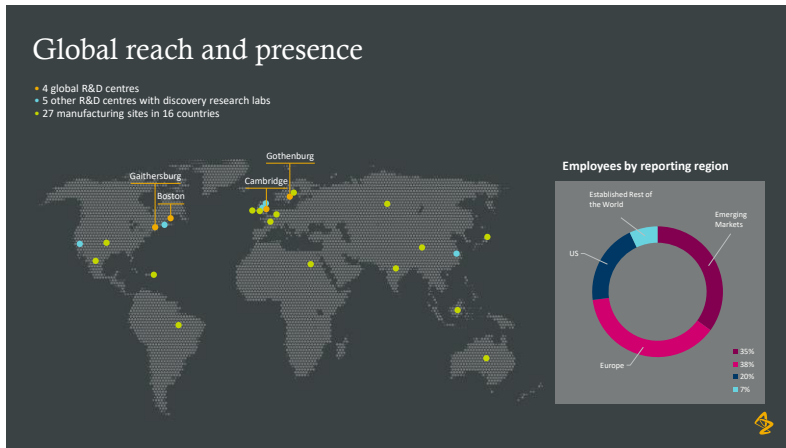 Global reach and presence
• 4 global R&D centres
• 5 other R&D centres with discovery research labs
• 27 manufacturing sites in 16 countries
Gothenburg
Gaithersburg
Cambridge
Boston
Employees by reporting region
Established Rest of
the World
Emerging
Markets
US
Europe
35%
38%
20%
7%